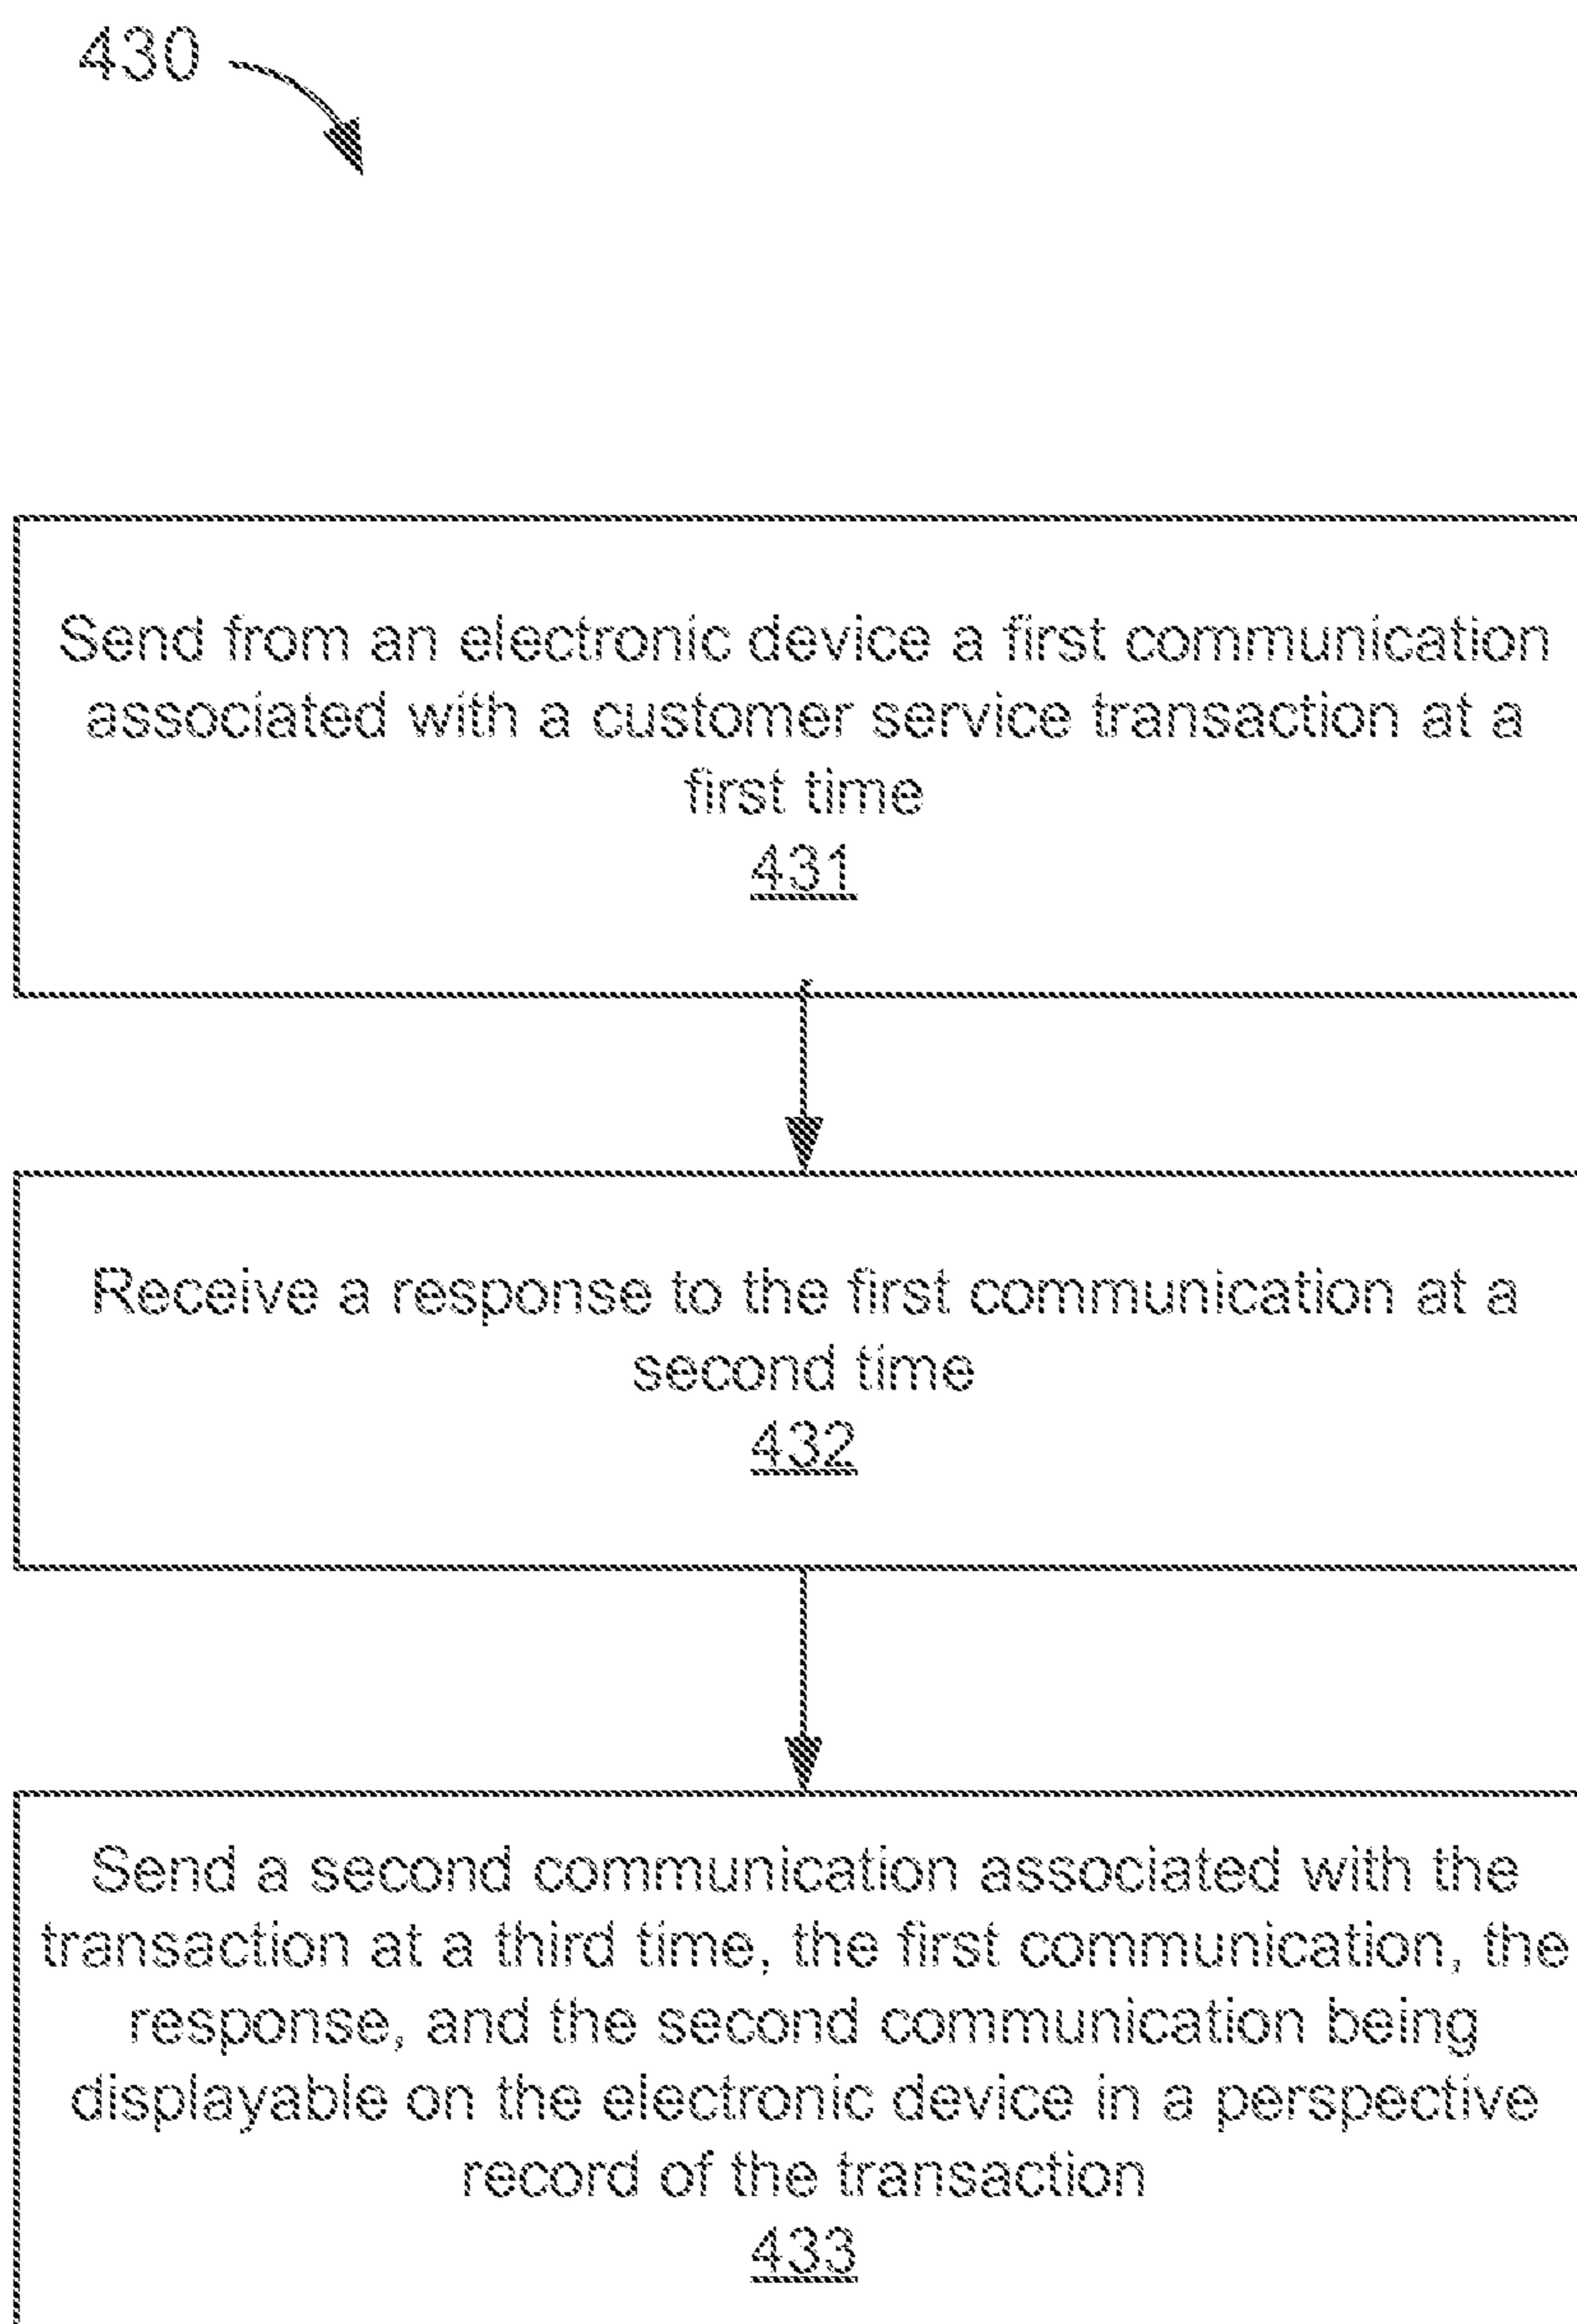 430
Send from an electronic device a first communication
associated with a customer service transaction at a
first time
431
Receive a response to the first communication at a
second time
432
Send a second communication associated with the
transaction at a third time, the first communication, the
response, and the second communication being
displayable on the electronic device in a perspective
record of the transaction
433